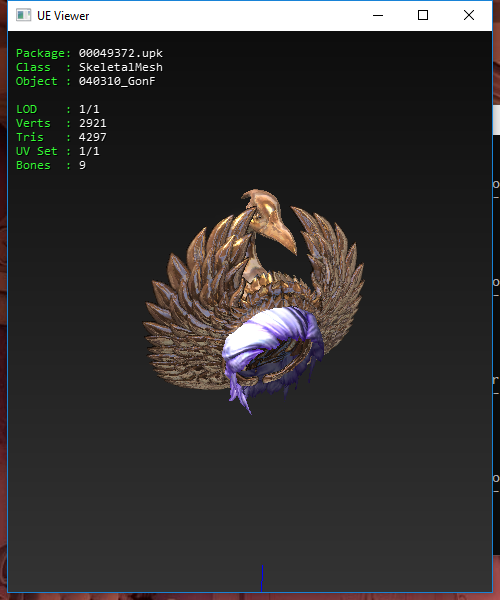 UE Viewer
Package: 00049372.upk
Class  : SkeletalMesh
Object : 040310_GonF
LOD    : 1/1
Verts  : 2921
Tris   : 4297
UV Set : 1/1
Bones  : 9